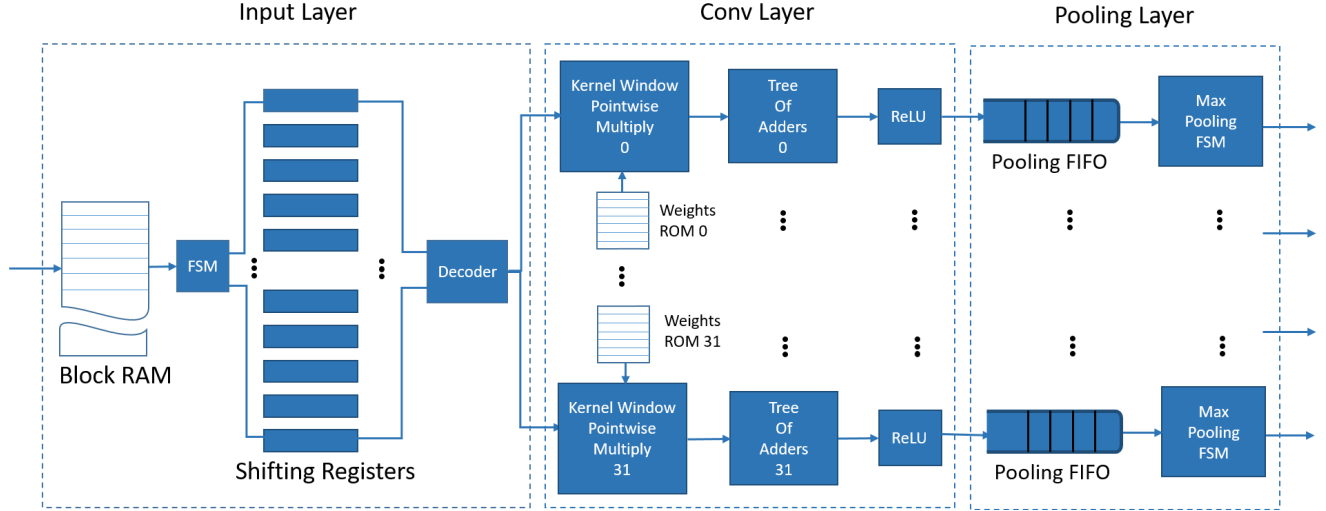 Input Layer
Conv Layer
Pooling Layer
Block RAM
FSM
Shifting Registers
Decoder
Kernel Window
Pointwise
Multiply
0
Tree
Of
Adders
0
ReLU
Weights
ROM 0
Weights
ROM 31
Kernel Window
Pointwise
Multiply
31
Tree
Of
Adders
31
ReLU
Pooling FIFO
Max
Pooling
FSM
Pooling FIFO
Max
Pooling
FSM